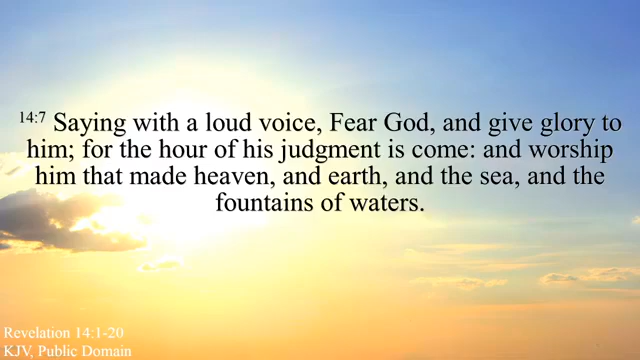 14:7 Saying with a loud voice, Fear God, and give glory to
him; for the hour of his judgment is come: and worship
him that made heaven, and earth, and the sea, and the
fountains of waters.
Revelation 14:1-20
KJV, Public Domain